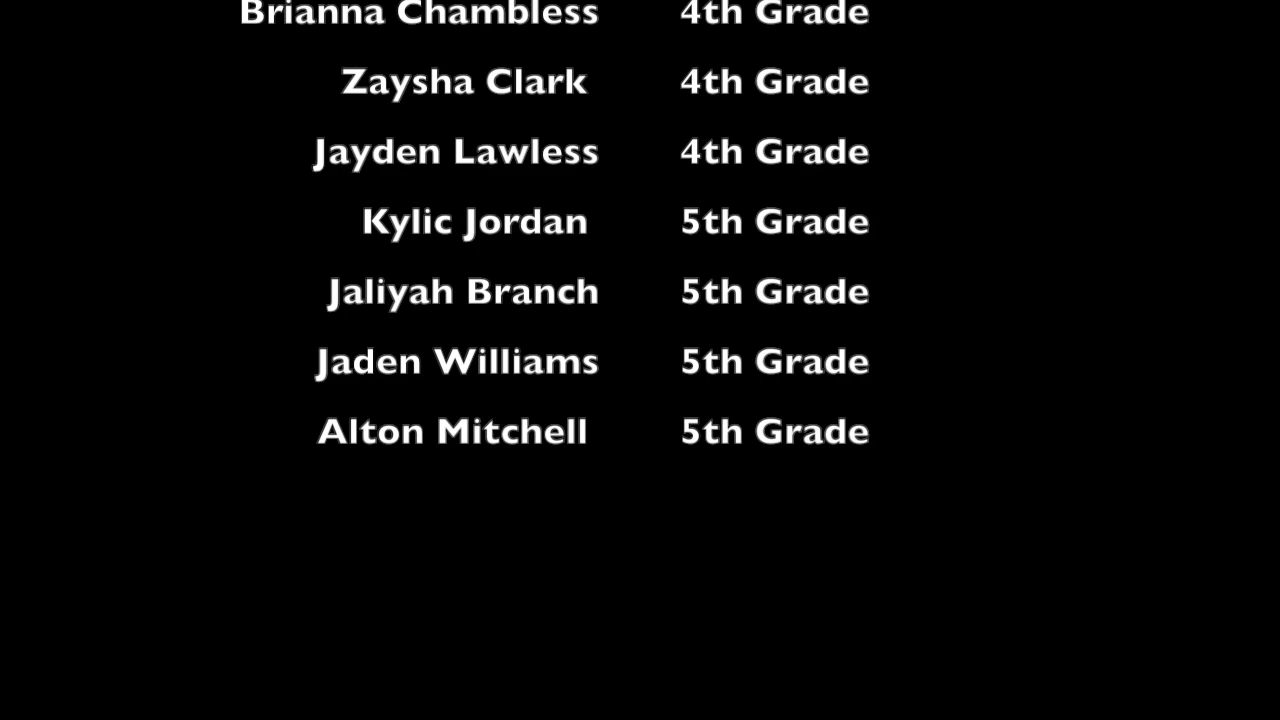 Brianna Chambless 4th Grade
Zaysha Clark 4th Grade
Jayden Lawless 4th Grade
Kylic Jordan 5th Grade
Jaliyah Branch 5th Grade
Jaden Williams 5th Grade
Alton Mitchell 5th Grade